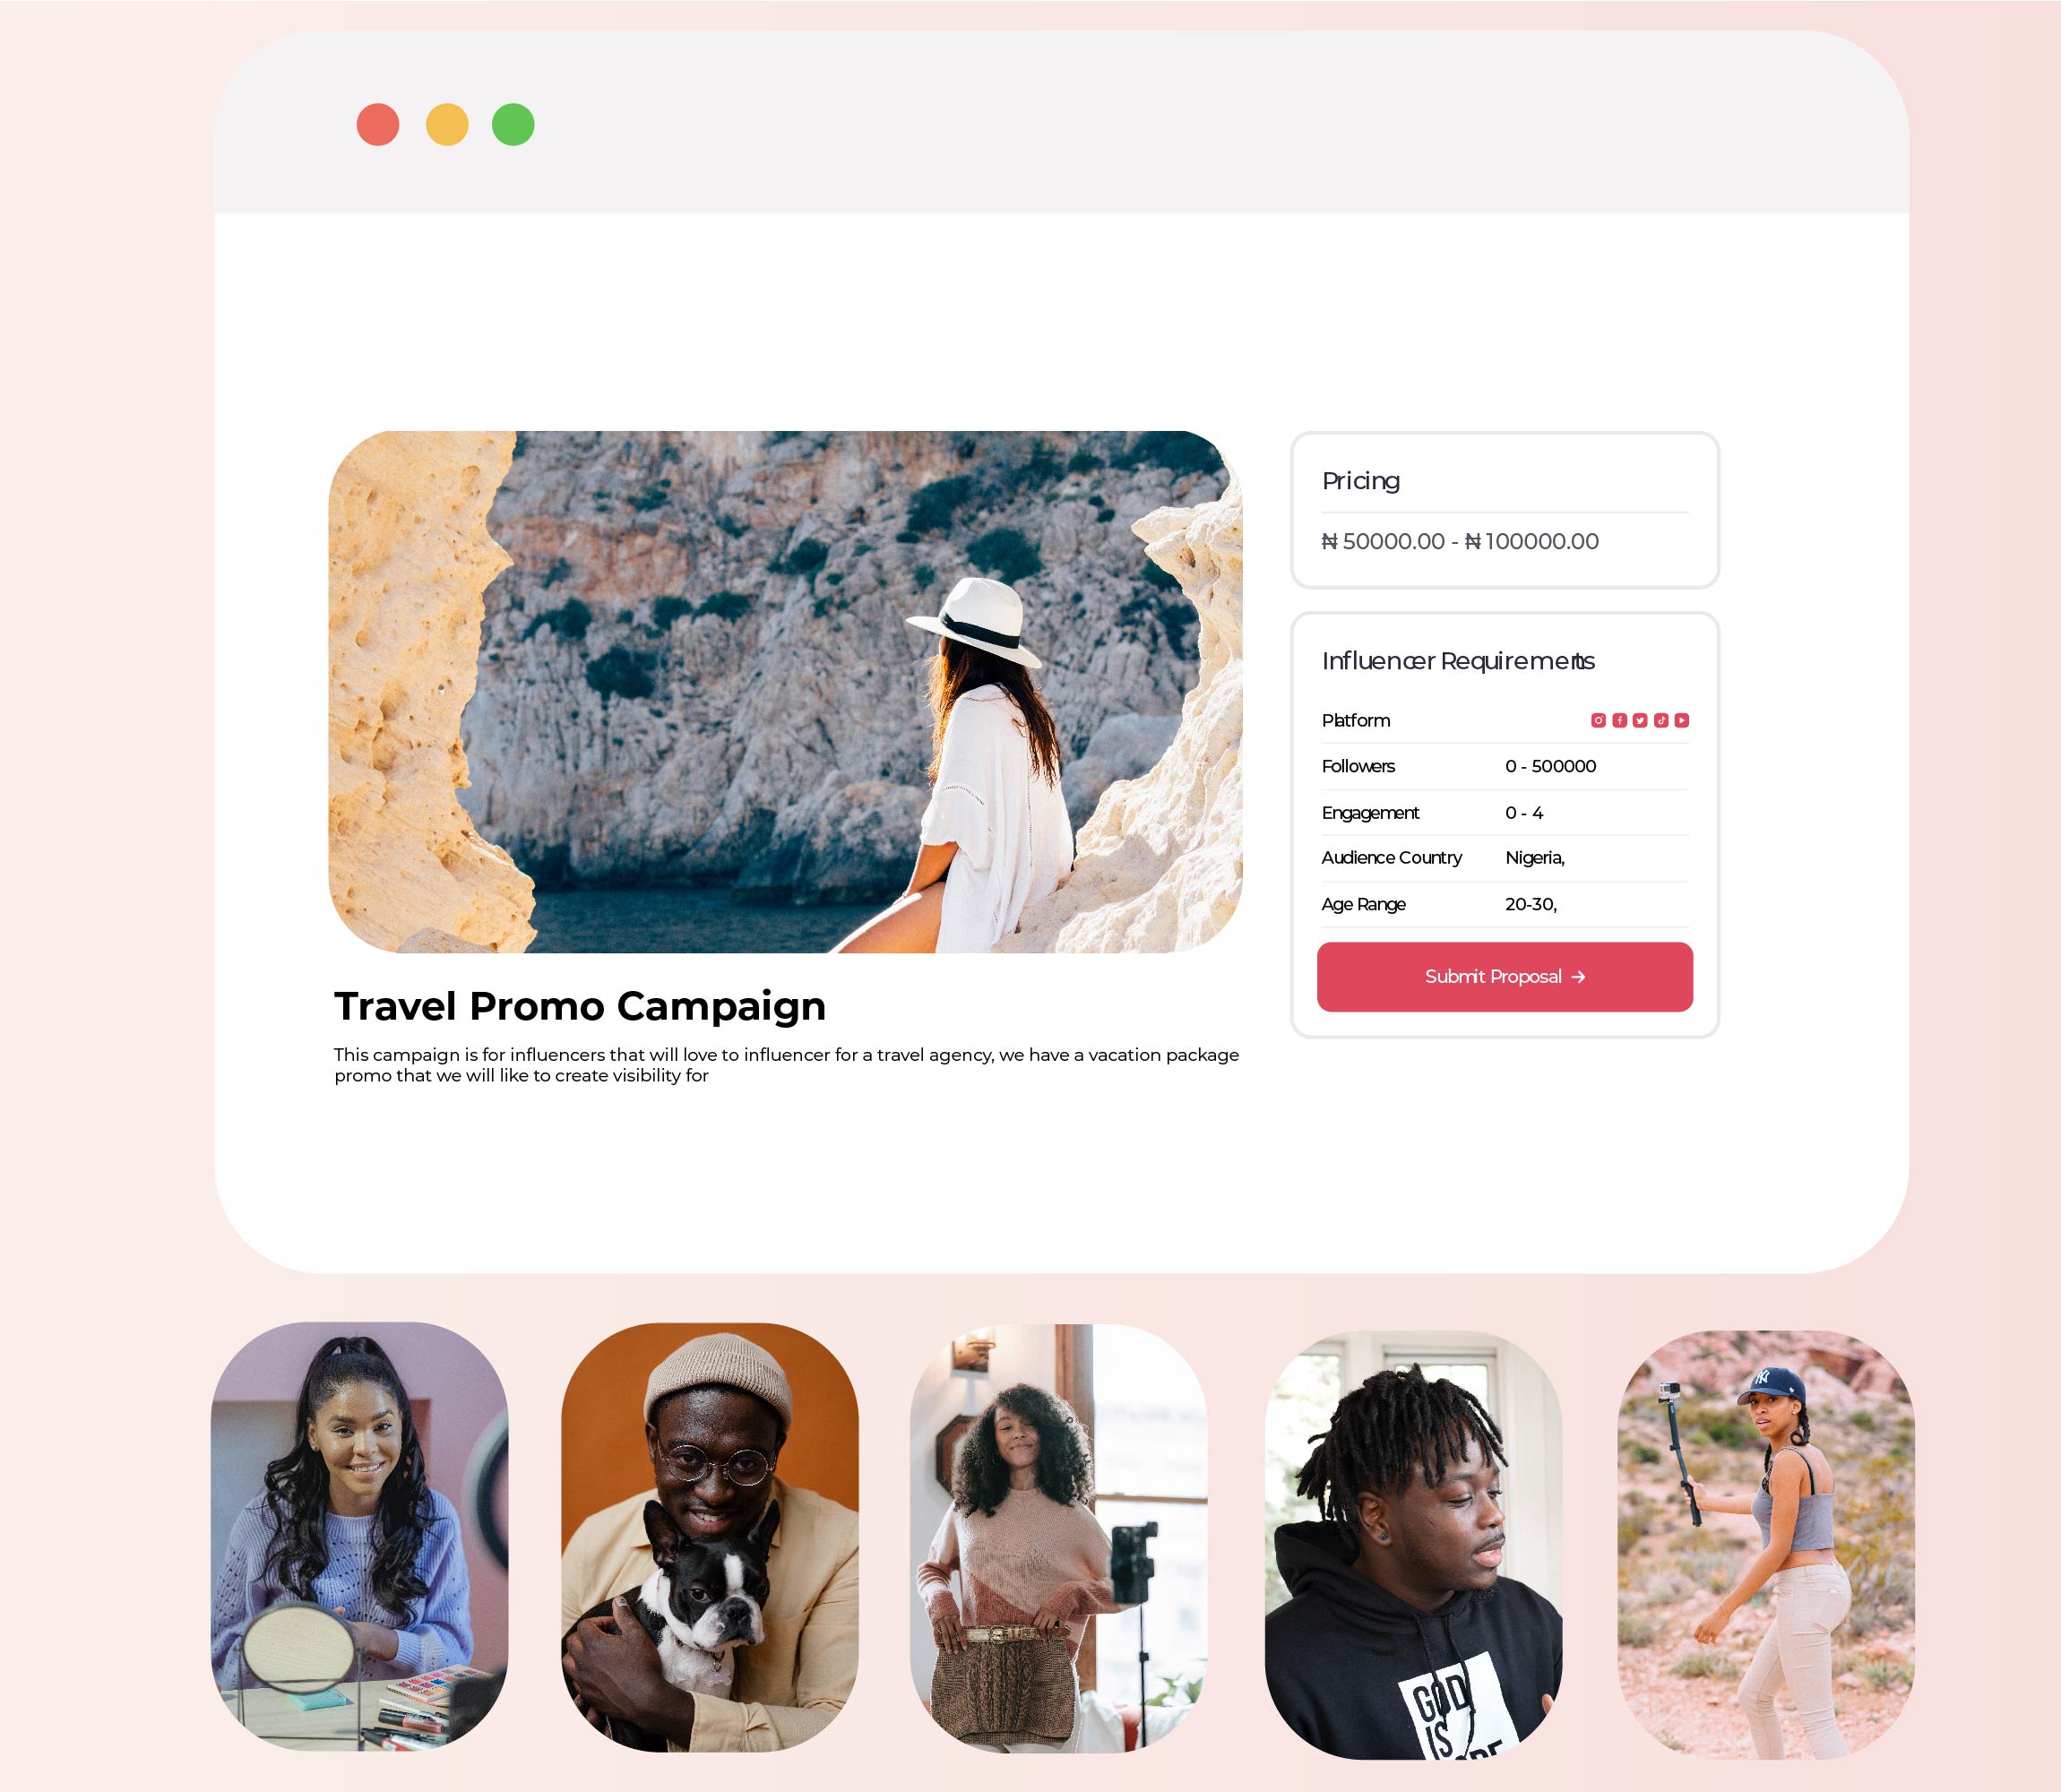 Pricing
₦ 50000.00 - ₦ 100000.00
Influencer Requirements
Platform
Followers 0 - 500000
Engagement 0 - 4
Audience Country Nigeria,
Age Range 20-30,
Submit Proposal →
Travel Promo Campaign
This campaign is for influencers that will love to influencer for a travel agency, we have a vacation package
promo that we will like to create visibility for
NY
GOD
IS